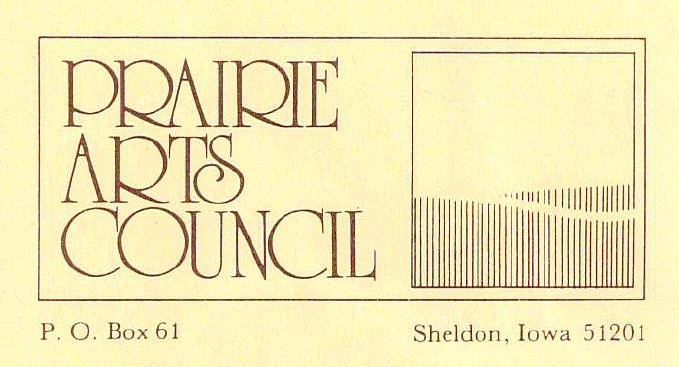 PRAIRIE
ARTS
COUNCIL
P. O. Box 61
Sheldon, Iowa 51201